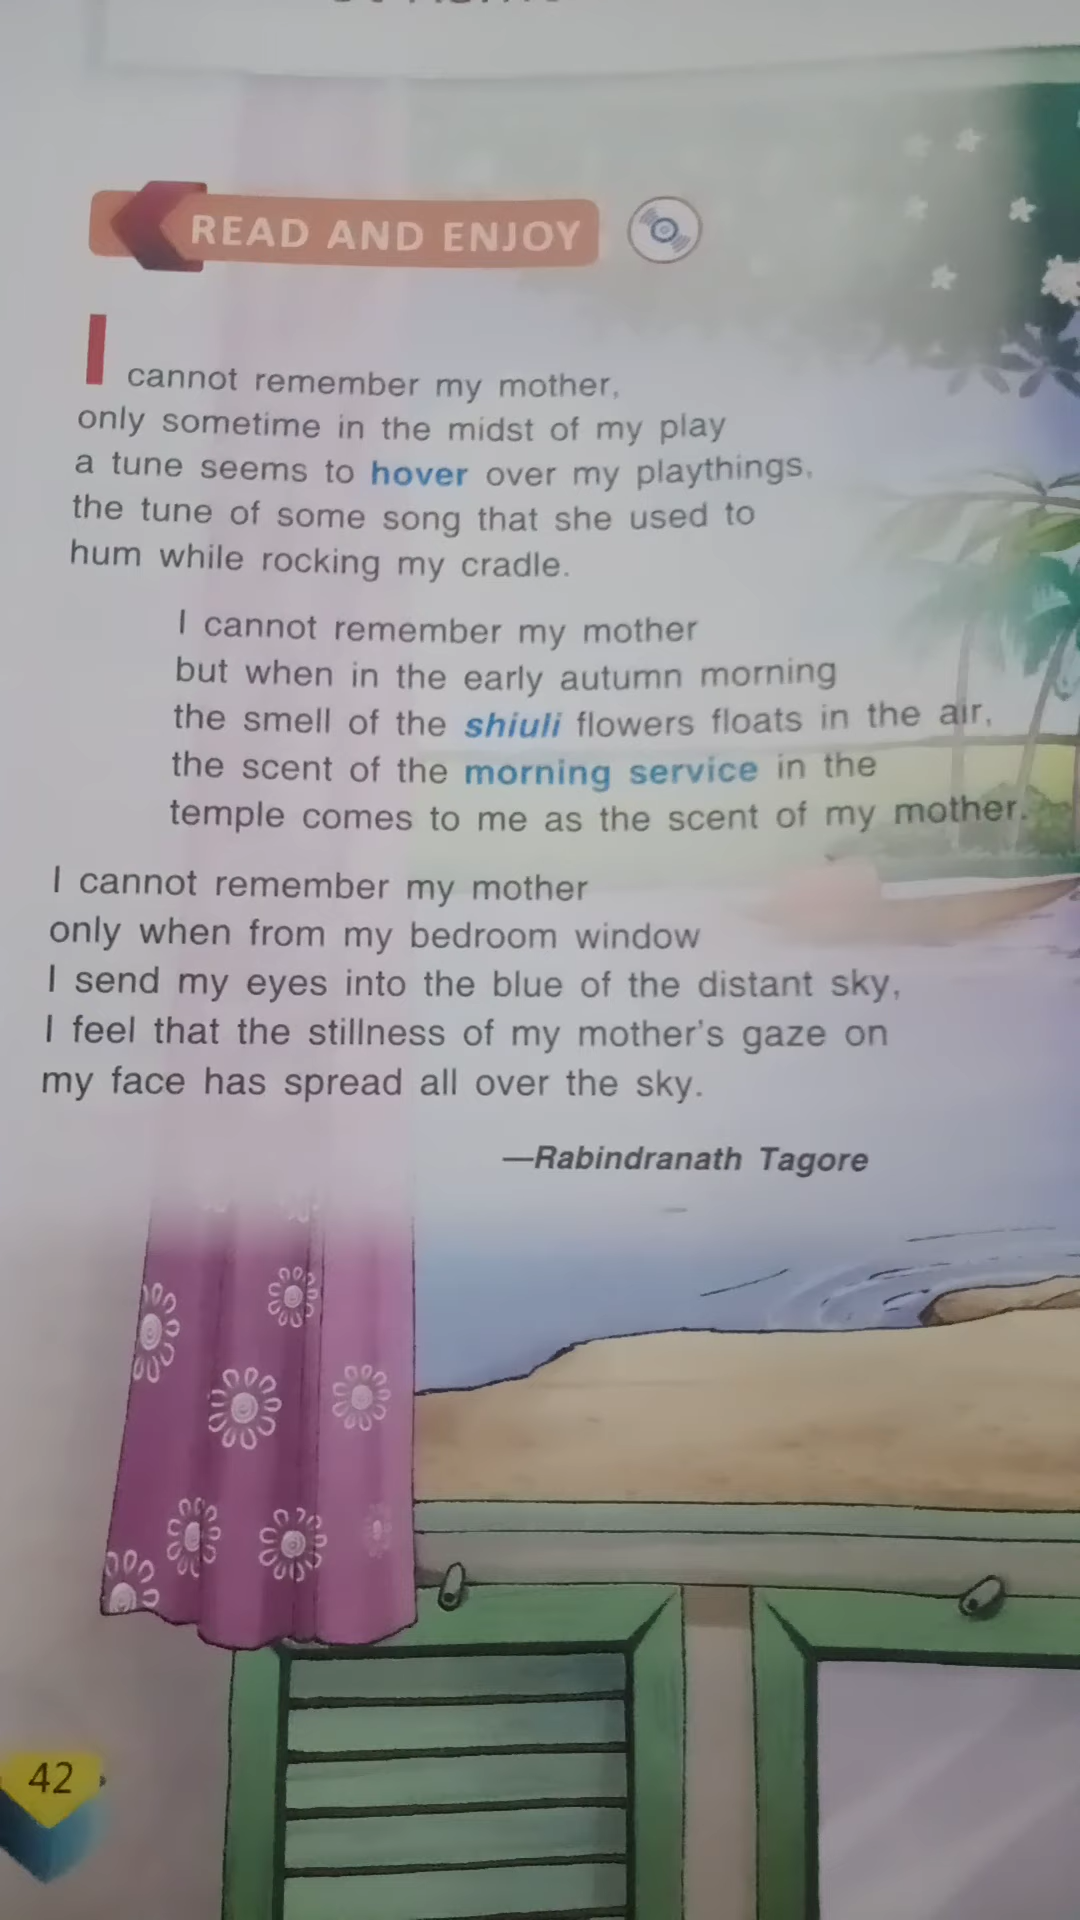 READ AND ENJOY
I cannot remember my mother,
only sometime in the midst of my play
a tune seems to hover over my playthings,
the tune of some song that she used to
hum while rocking my cradle.
I cannot remember my mother
but when in the early autumn morning
the smell of the shiuli flowers floats in the air,
the scent of the morning service in the
temple comes to me as the scent of my mother.
I cannot remember my mother
only when from my bedroom window
I send my eyes into the blue of the distant sky,
I feel that the stillness of my mother's gaze on
my face has spread all over the sky.
—Rabindranath Tagore
42